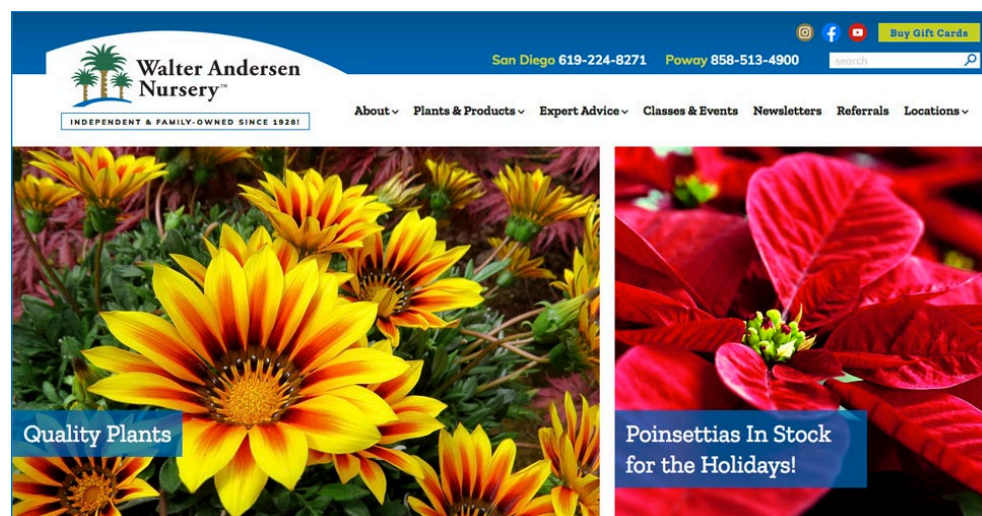 Buy Gift Cards
San Diego 619-224-8271 Poway 858-513-4900
search
Walter Andersen
Nursery™
INDEPENDENT & FAMILY-OWNED SINCE 1928!
About Plants & Products Expert Advice Classes & Events Newsletters Referrals Locations
Quality Plants
Poinsettias In Stock
for the Holidays!